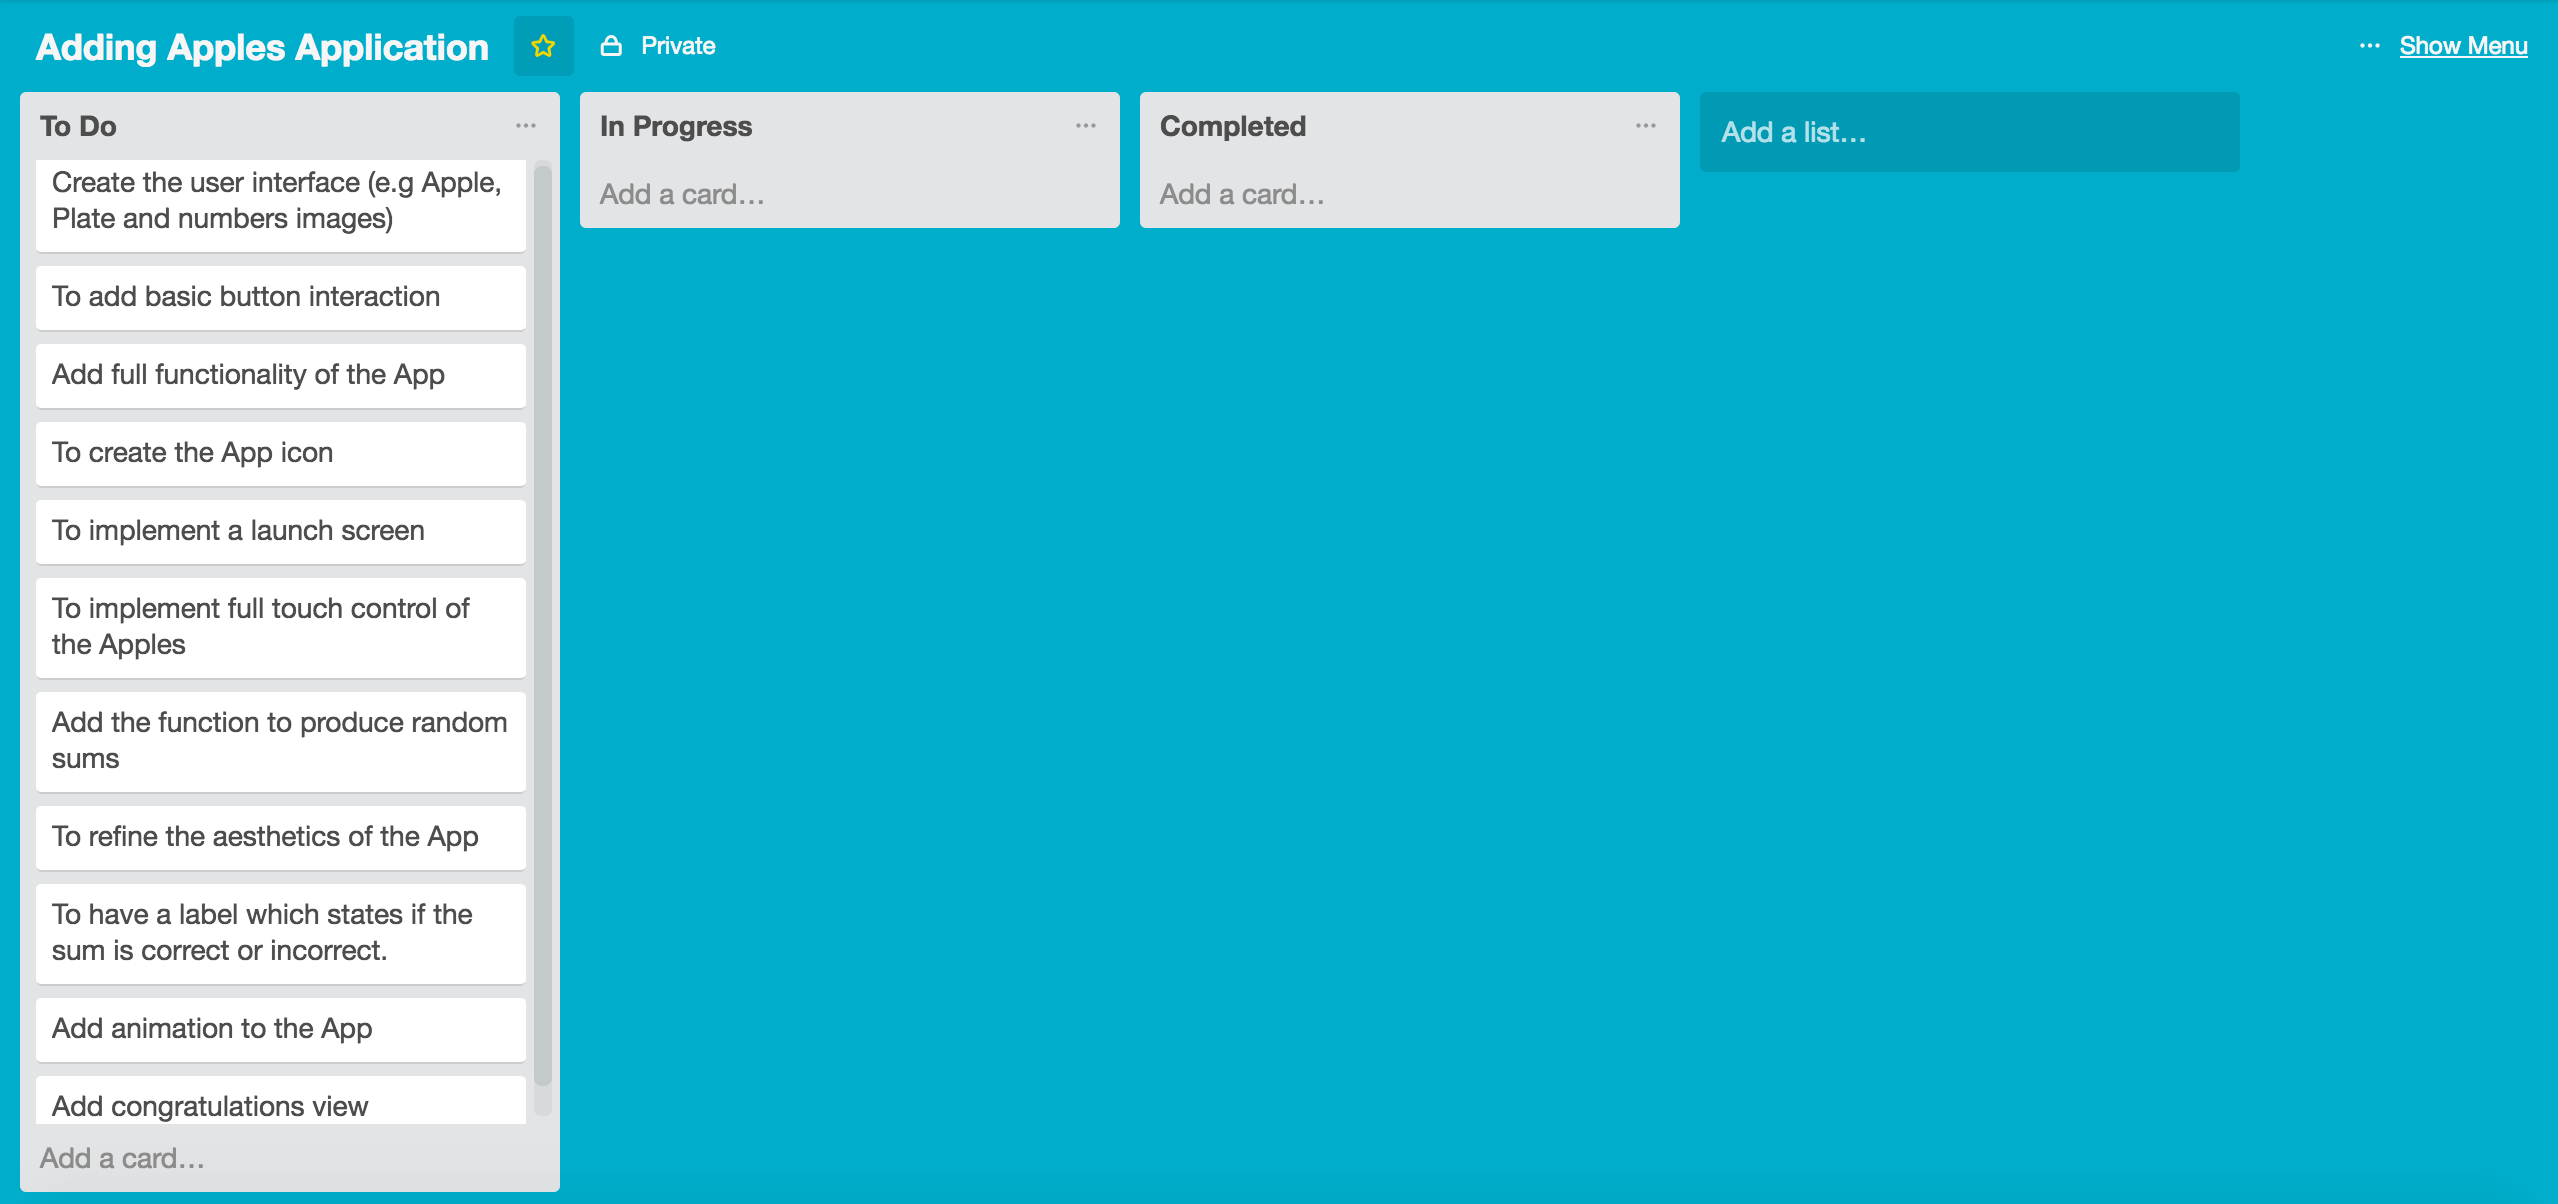 Adding Apples Application
Private
Show Menu
To Do
Create the user interface (e.g Apple,
Plate and numbers images)
To add basic button interaction
Add full functionality of the App
To create the App icon
To implement a launch screen
To implement full touch control of
the Apples
Add the function to produce random
sums
To refine the aesthetics of the App
To have a label which states if the
sum is correct or incorrect.
Add animation to the App
Add congratulations view
Add a card…
In Progress
Add a card…
Completed
Add a card…
Add a list…